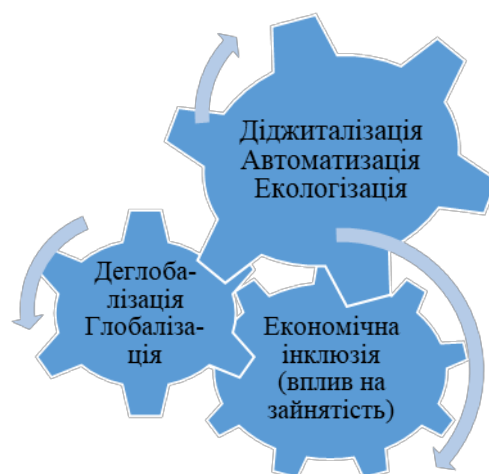 Діджиталізація
Автоматизація
Екологізація
Деглоба-
лізація
Глобаліза-
ція
Економічна
інклюзія
(вплив на
зайнятість)